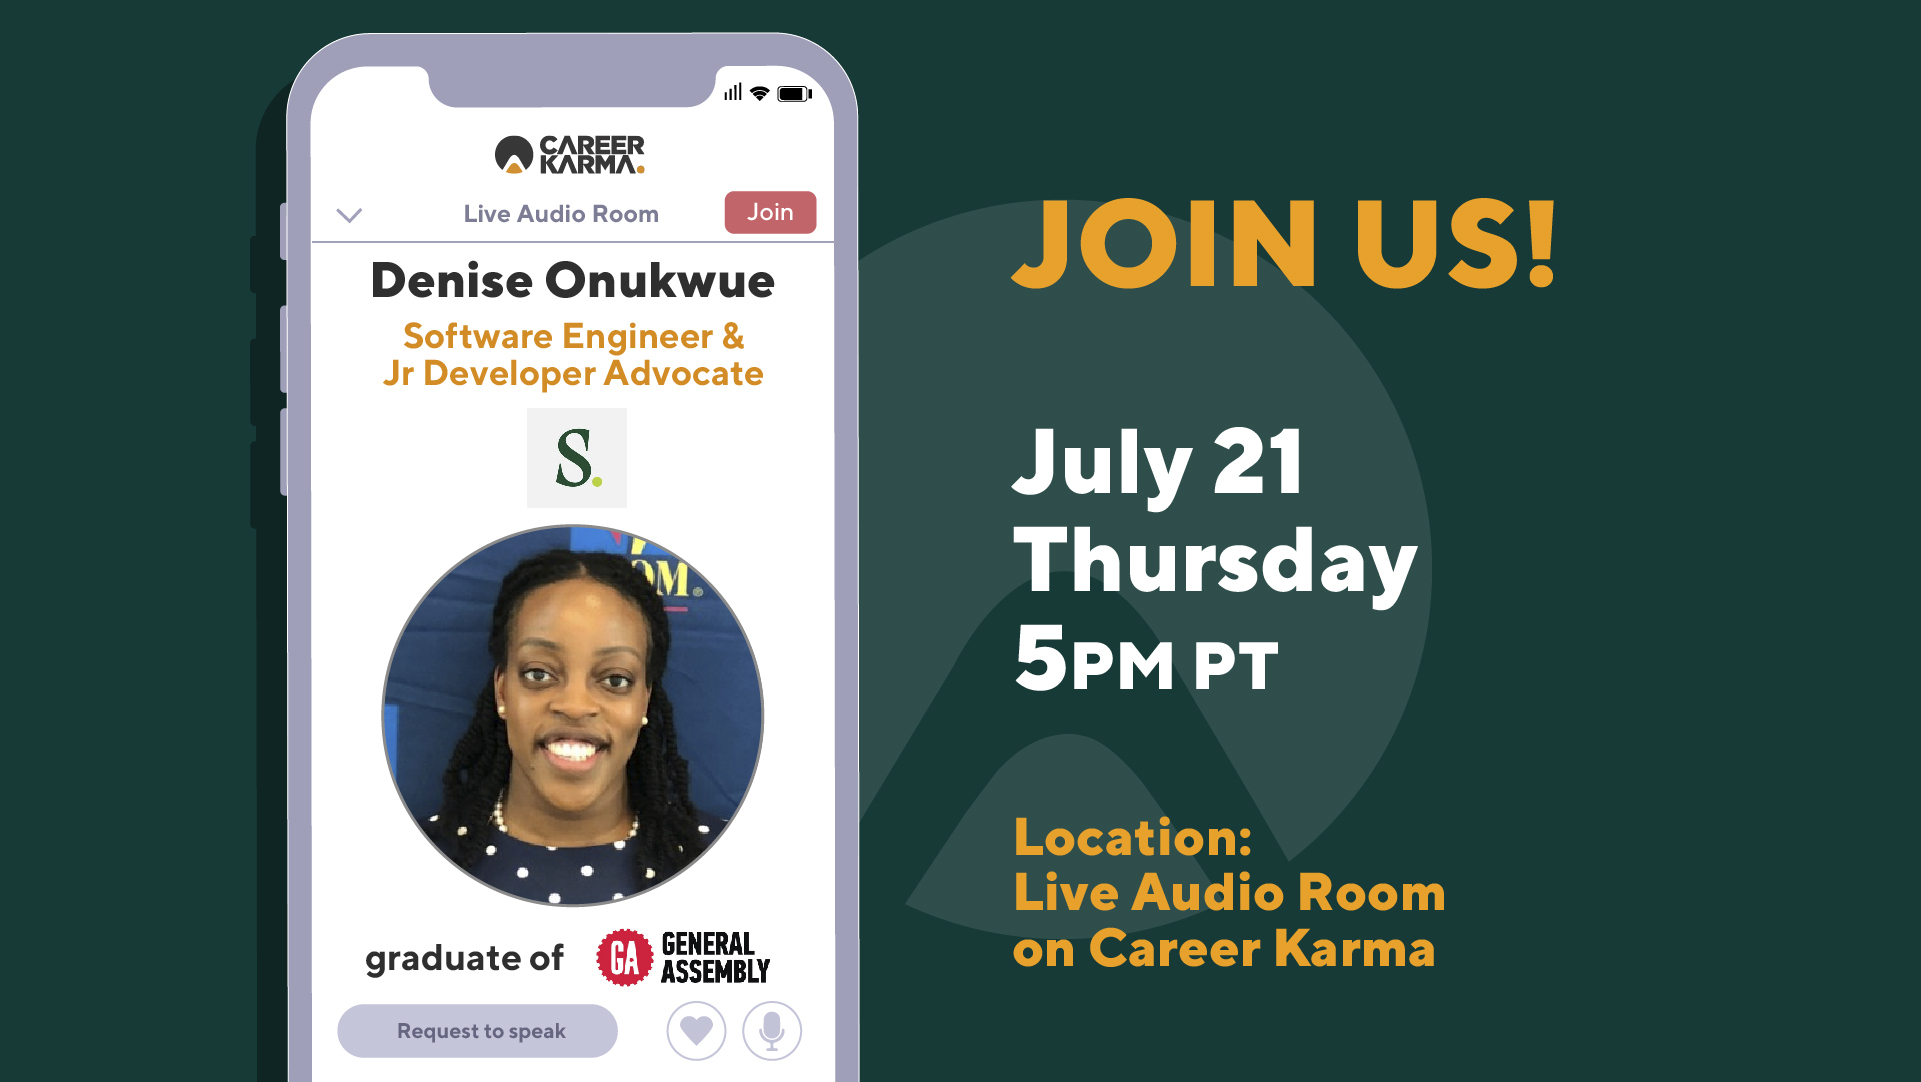 CAREER
KARMA.
Live Audio Room
Join
Denise Onukwue
Software Engineer &
Jr Developer Advocate
S.
OM®
graduate of
GA
GENERAL
ASSEMBLY
Request to speak
JOIN US!
July 21
Thursday
5PM PT
Location:
Live Audio Room
on Career Karma